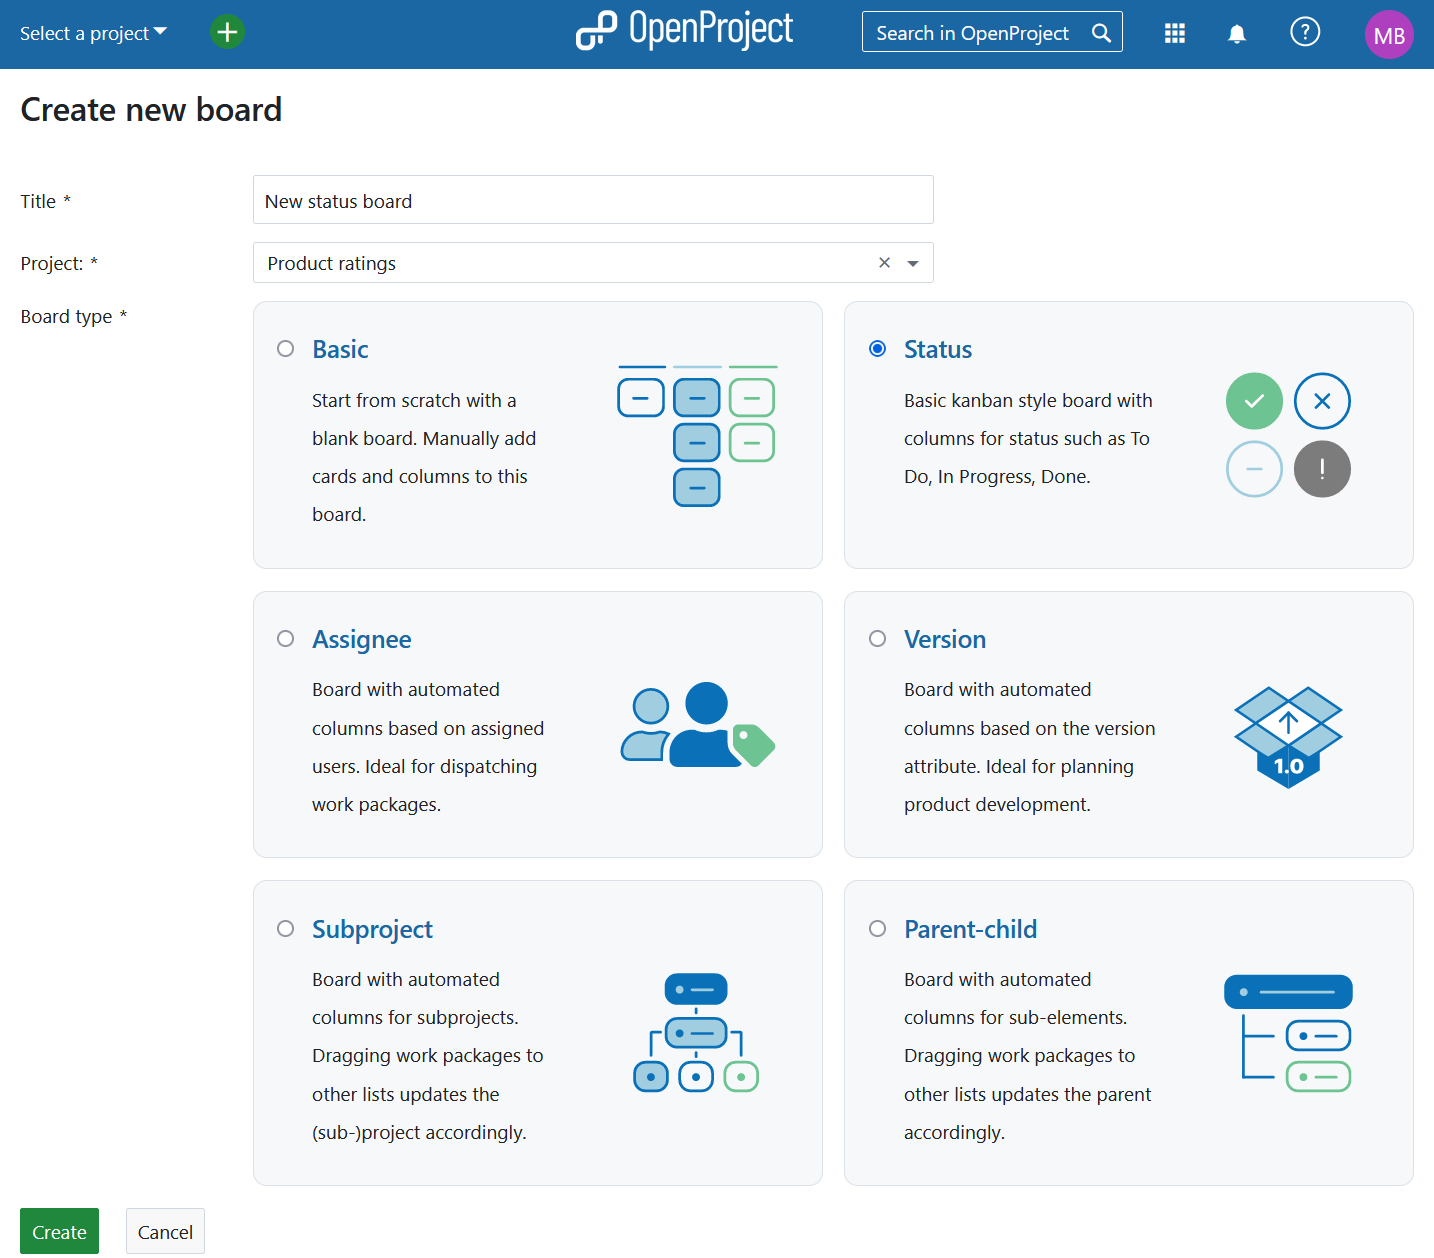 Select a project
OpenProject
Search in OpenProject
?
MB
Create new board
Title *
New status board
Project: *
Product ratings
Board type *
Basic
Start from scratch with a
blank board. Manually add
cards and columns to this
board.
Status
Basic kanban style board with
columns for status such as To
Do, In Progress, Done.
!
Assignee
Board with automated
columns based on assigned
users. Ideal for dispatching
work packages.
Version
Board with automated
columns based on the version
attribute. Ideal for planning
product development.
1.0
Subproject
Board with automated
columns for subprojects.
Dragging work packages to
other lists updates the
(sub-)project accordingly.
Parent-child
Board with automated
columns for sub-elements.
Dragging work packages to
other lists updates the parent
accordingly.
Create
Cancel